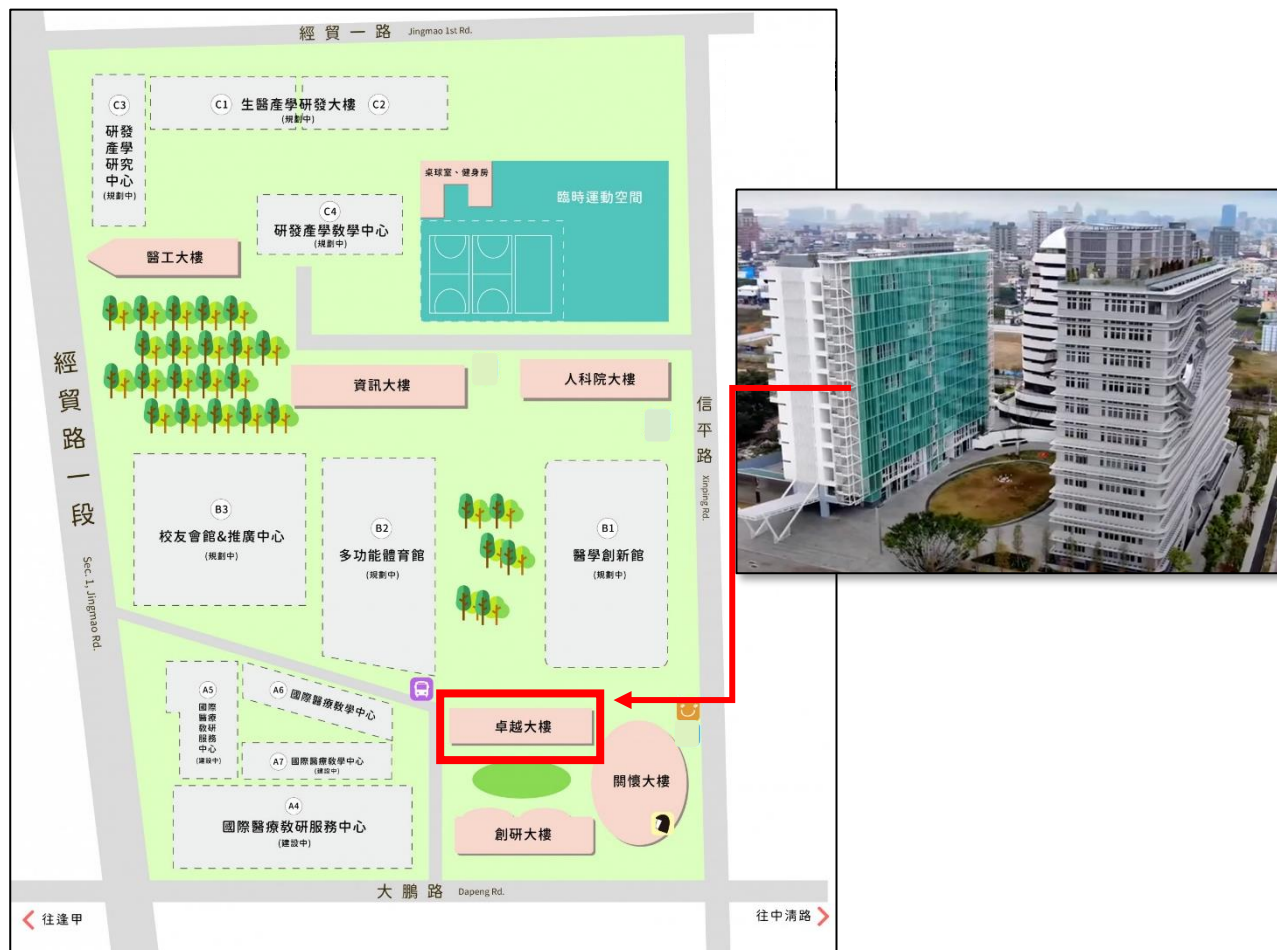 經貿一路 Jingmao 1st Rd.
C3
研發
產學
研究
中心
(規劃中)
C1 生醫產學研發大樓 C2
(規劃中)
桌球室、健身房
臨時運動空間
C4
研發產學教學中心
(規劃中)
醫工大樓
經貿路一段
Sec. 1, Jingmao Rd.
資訊大樓
人科院大樓
信平路
Xinping Rd.
B3
校友會館&推廣中心
(規劃中)
B2
多功能體育館
(規劃中)
B1
醫學創新館
(規劃中)
A5
國際
醫療
教研
服務
中心
(建設中)
A6 國際醫療教學中心
A7 國際醫療教學中心
(建設中)
A4
國際醫療教研服務中心
(建設中)
卓越大樓
關懷大樓
創研大樓
大鵬路 Dapeng Rd.
往逢甲
往中清路